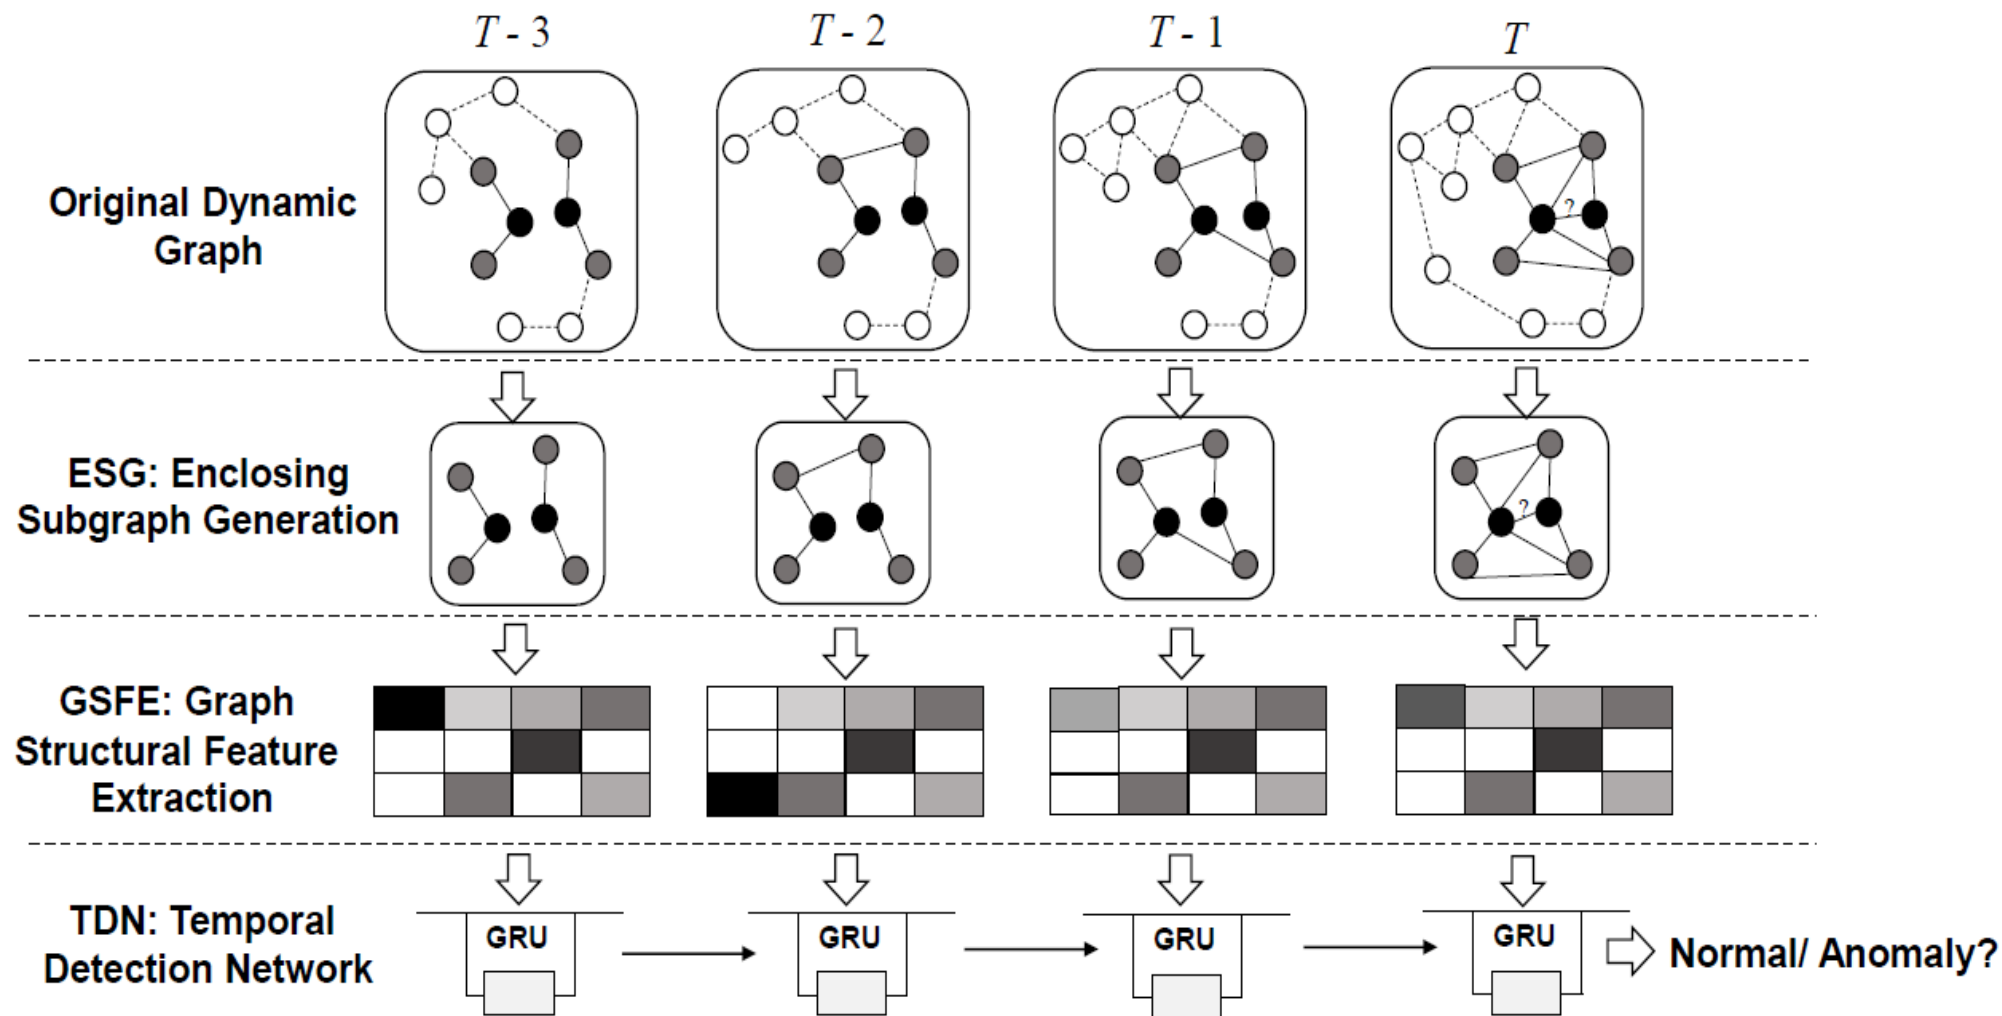 T - 3
T - 2
T - 1
T
Original Dynamic
Graph
?
ESG: Enclosing
Subgraph Generation
?
GSFE: Graph
Structural Feature
Extraction
TDN: Temporal
Detection Network
GRU
GRU
GRU
GRU
Normal/ Anomaly?